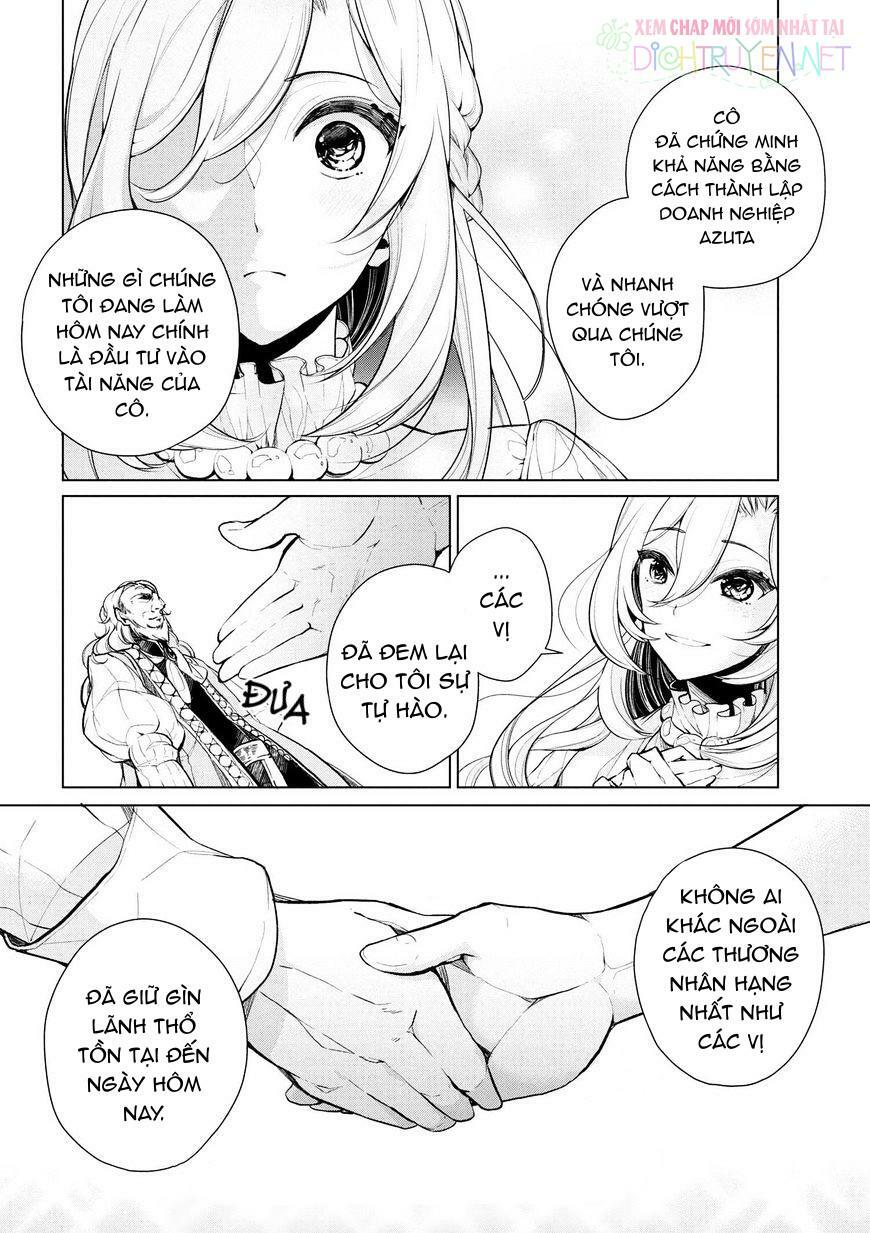 XEM CHAP MỚI SỚM NHẤT TẠI
DICHTRUYEN.NET
CÔ
ĐÃ CHỨNG MINH
KHẢ NĂNG BẰNG
CÁCH THÀNH LẬP
DOANH NGHIỆP
AZUTA
VÀ NHANH
CHÓNG VƯỢT
QUA CHÚNG
TÔI.
NHỮNG GÌ CHÚNG
TÔI ĐANG LÀM
HÔM NAY CHÍNH
LÀ ĐẦU TƯ VÀO
TÀI NĂNG CỦA
CÔ.
...
CÁC
VỊ
ĐÃ ĐEM LẠI
CHO TÔI SỰ
TỰ HÀO.
ĐƯA
KHÔNG AI
KHÁC NGOÀI
CÁC THƯƠNG
NHÂN HẠNG
NHẤT NHƯ
CÁC VỊ
ĐÃ GIỮ GÌN
LÃNH THỔ
TỒN TẠI ĐẾN
NGÀY HÔM
NAY.